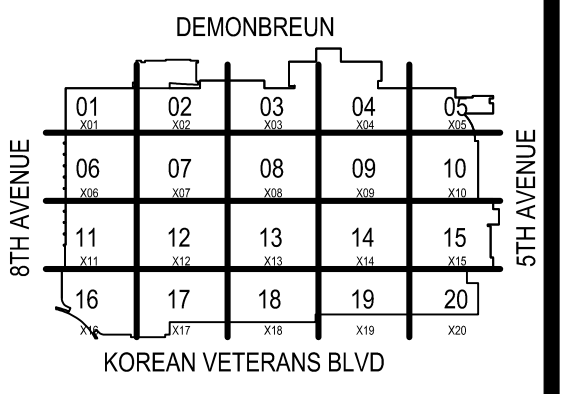 DEMONBREUN
01 02 03 04 05
X01 X02 X03 X04 X05
06 07 08 09 10
X06 X07 X08 X09 X10
8TH AVENUE
5TH AVENUE
11 12 13 14 15
X11 X12 X13 X14 X15
16 17 18 19 20
X16 X17 X18 X19 X20
KOREAN VETERANS BLVD